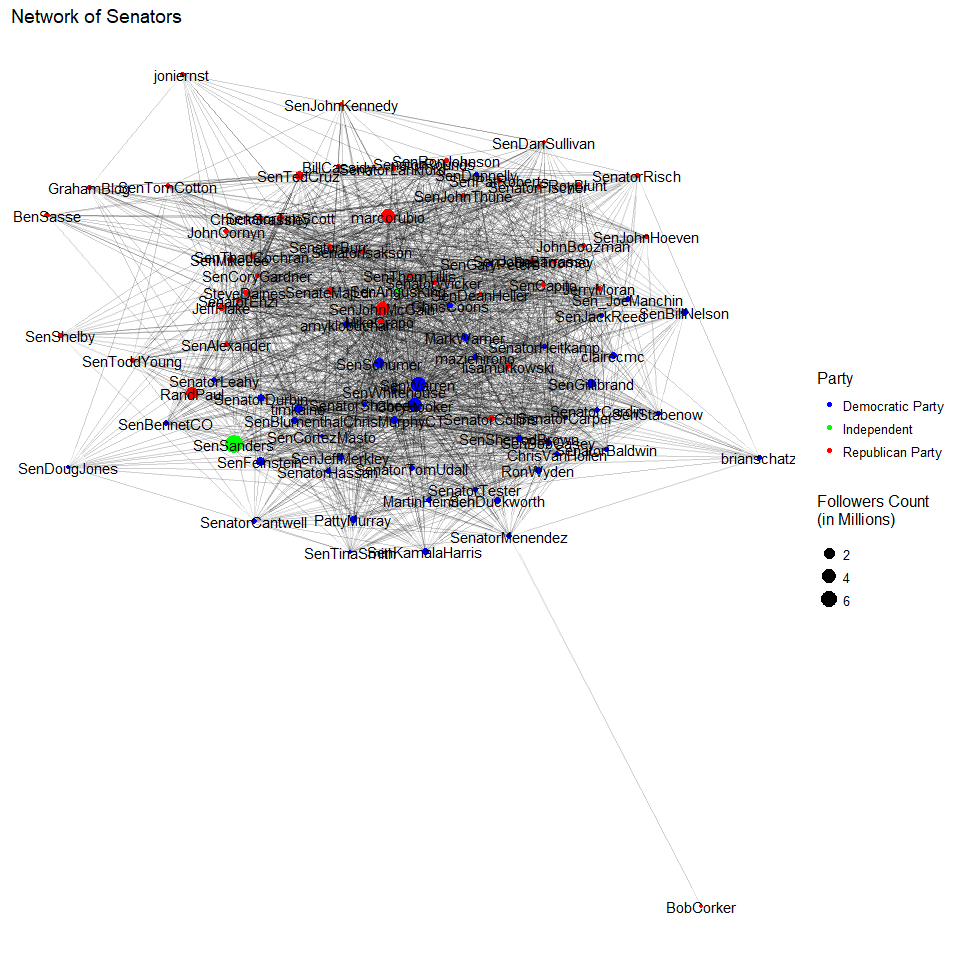 Network of Senators
joniernst
SenJohnKennedy
SenDanSullivan
SenRonJohnson
BillCassidy
SenTedCruz
SenatorLankford
SenDonnelly
SenPatRoberts
SenatorFischer
RoyBlunt
SenatorRisch
GrahamBlog
SenTomCotton
SenJohnThune
BenSasse
ChuckGrassley
SenatorTimScott
marcorubio
JohnCornyn
SenJohnHoeven
SenatorBurr
SenatorIsakson
JohnBoozman
SenThadCochran
SenMikeLee
SenGaryPeters
SenCoryGardner
SenThomTillis
SenatorWicker
SenCapito
JerryMoran
SteveDaines
SenatorEnzi
SenAngusKing
SenDeanHeller
Sen_JoeManchin
JeffFlake
SenJohnMcCain
ChrisCoons
SenJackReed
SenBillNelson
MikeCrapo
amyklobuchar
SenShelby
SenAlexander
MarkWarner
SenatorHeitkamp
SenToddYoung
SenSchumer
maziehirono
clairecmc
lisamurkowski
SenatorLeahy
SenWarren
SenGillibrand
RandPaul
SenatorDurbin
SenWhitehouse
CoryBooker
timkaine
SenatorCardin
SenStabenow
SenBennetCO
SenBlumenthal
ChrisMurphyCT
SenatorCollins
SenatorCarper
SenCortezMasto
SenSherrodBrown
SenBobCasey
SenSanders
SenatorBaldwin
ChrisVanHollen
SenFeinstein
SenJeffMerkley
SenatorHassan
SenatorTomUdall
RonWyden
SenDougJones
brianschatz
SenatorTester
MartinHeinrich
SenDuckworth
SenatorCantwell
PattyMurray
SenatorMenendez
SenTinaSmith
SenKamalaHarris
BobCorker
Party
Democratic Party
Independent
Republican Party
Followers Count
(in Millions)
2
4
6